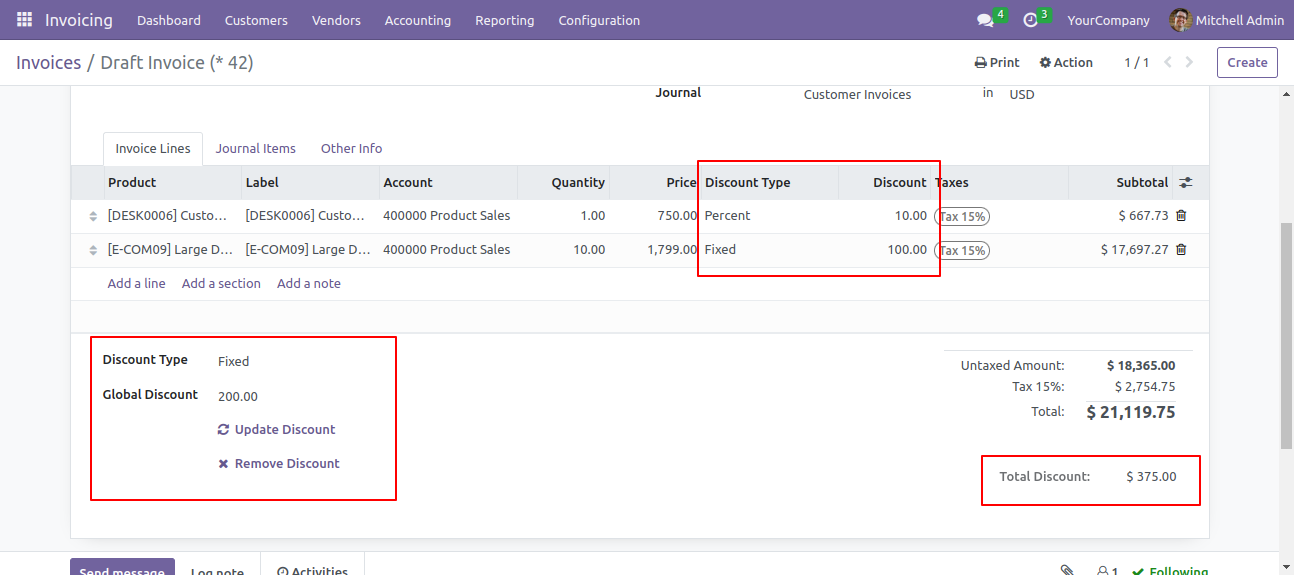 Invoicing Dashboard Customers Vendors Accounting Reporting Configuration 4 3 YourCompany Mitchell Admin
Invoices / Draft Invoice (* 42) Print Action 1 / 1 Create
Journal Customer Invoices in USD
Invoice Lines Journal Items Other Info
Product Label Account Quantity Price Discount Type Discount Taxes Subtotal
[DESK0006] Custo... [DESK0006] Custo... 400000 Product Sales 1.00 750.00 Percent 10.00 Tax 15% $ 667.73
[E-COM09] Large D... [E-COM09] Large D... 400000 Product Sales 10.00 1,799.00 Fixed 100.00 Tax 15% $ 17,697.27
Add a line Add a section Add a note
Discount Type Fixed
Global Discount 200.00
Update Discount
Remove Discount
Untaxed Amount: $ 18,365.00
Tax 15%: $ 2,754.75
Total: $ 21,119.75
Total Discount: $ 375.00
Send message Log note Activities 1 Following